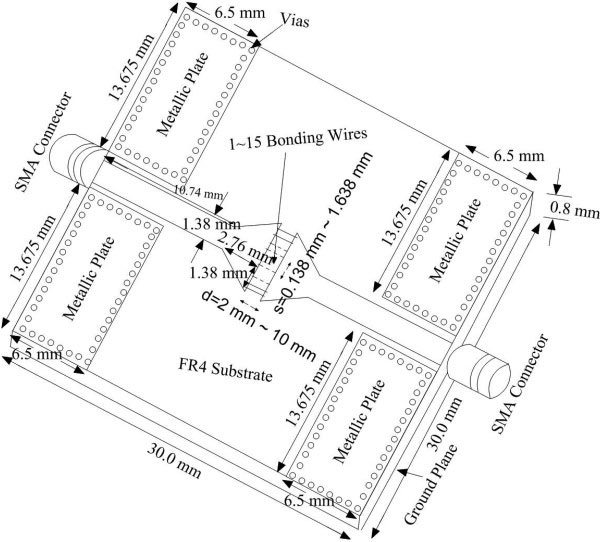 6.5 mm
Vias
13.675 mm
Metallic Plate
SMA Connector
1~15 Bonding Wires
6.5 mm
0.8 mm
10.74 mm
13.675 mm
Metallic Plate
1.38 mm
2.76 mm
1.38 mm
s=0.138 mm ~ 1.638 mm
d=2 mm ~ 10 mm
13.675 mm
Metallic Plate
6.5 mm
FR4 Substrate
13.675 mm
Metallic Plate
SMA Connector
30.0 mm
30.0 mm
Ground Plane
6.5 mm